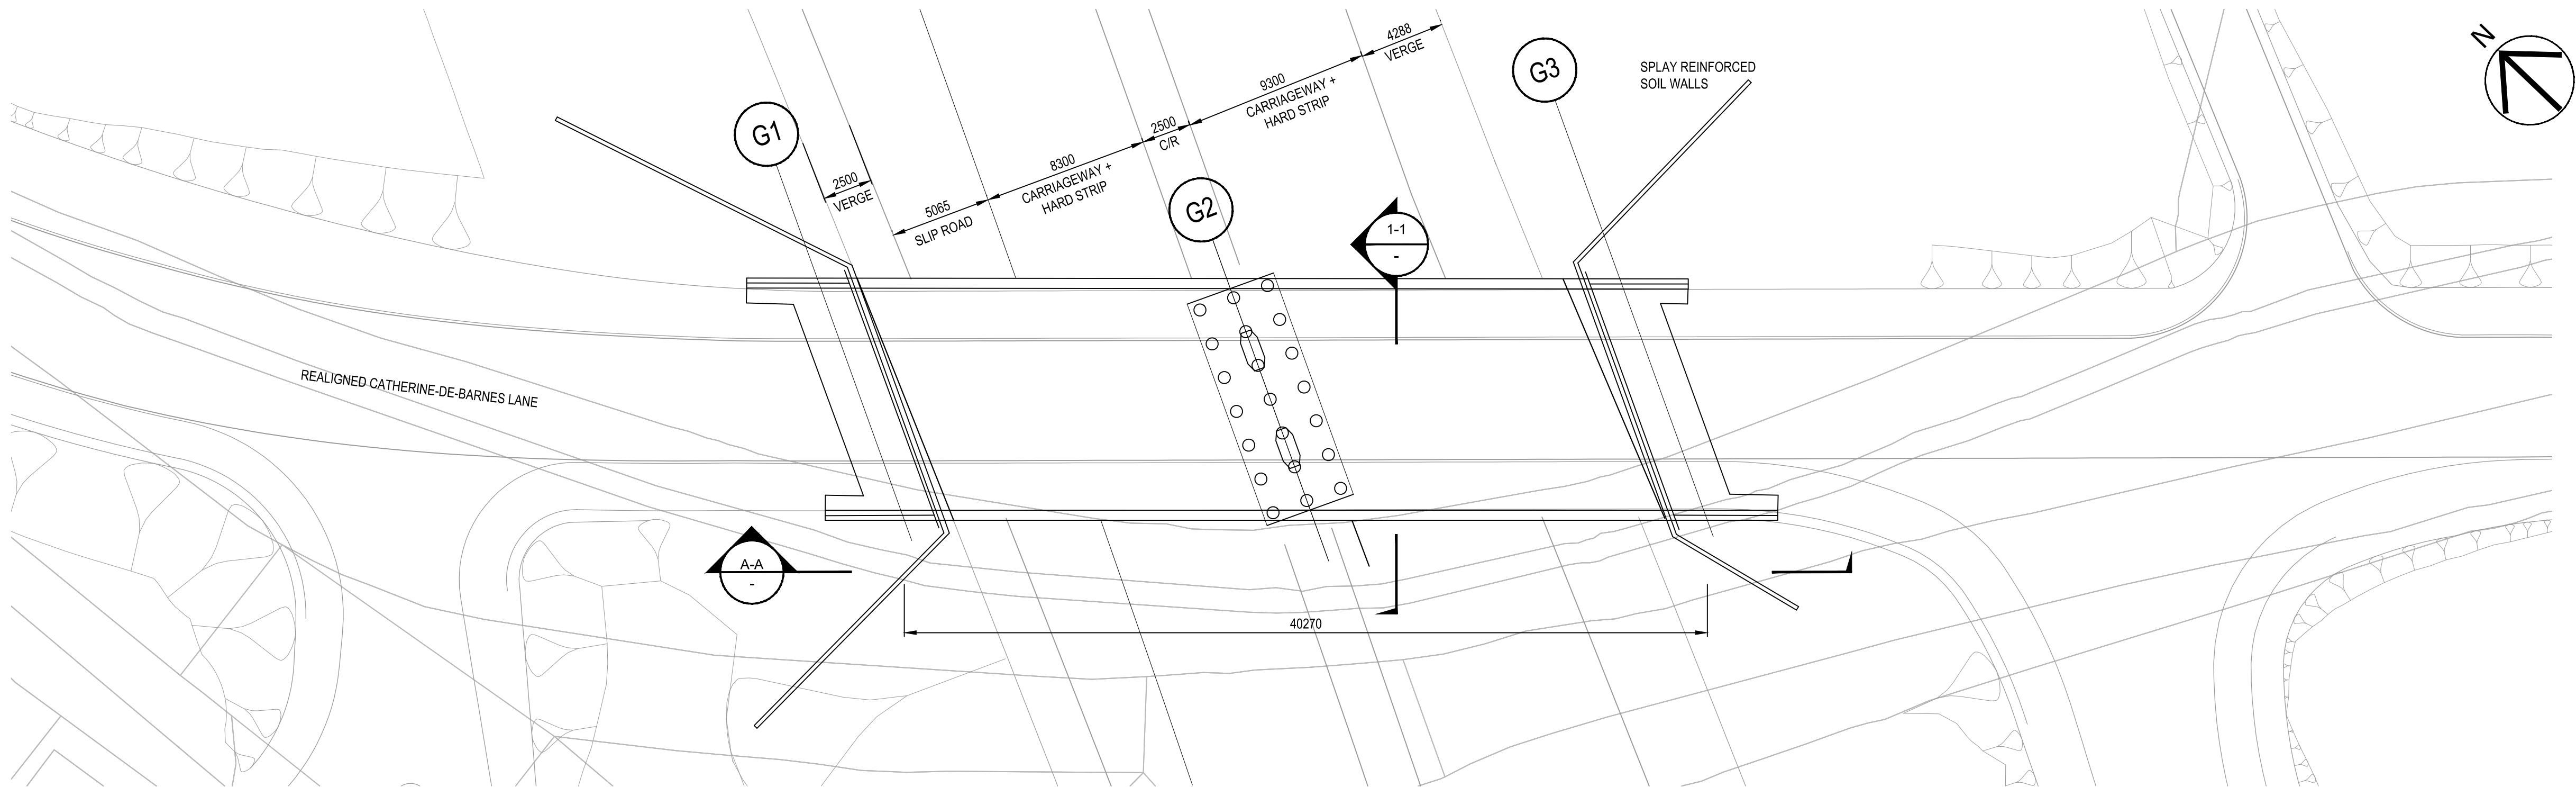 N
4288
VERGE
9300
CARRIAGEWAY +
HARD STRIP
G3
SPLAY REINFORCED
SOIL WALLS
G1
2500
C/R
8300
CARRIAGEWAY +
HARD STRIP
2500
VERGE
5065
SLIP ROAD
G2
1-1
-
REALIGNED CATHERINE-DE-BARNES LANE
A-A
-
40270